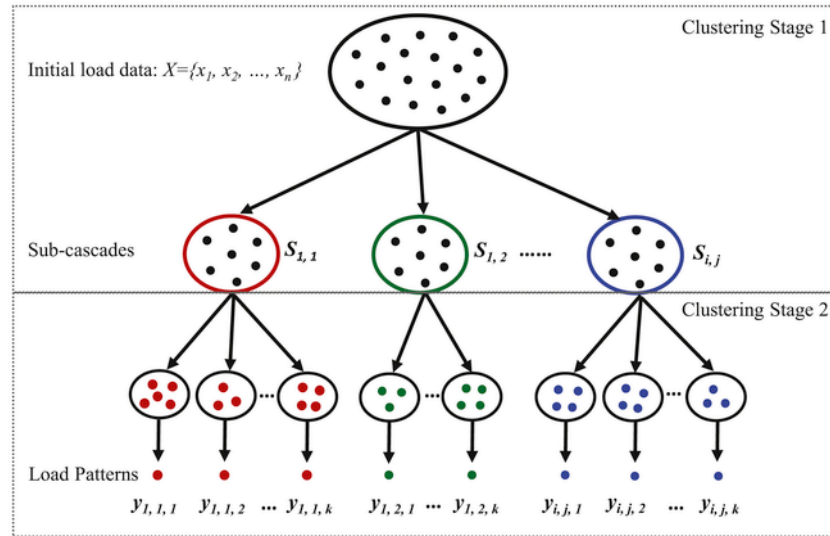 Clustering Stage 1
Initial load data: X={x₁, x₂, ..., xₙ}
Sub-cascades S₁,₁ S₁,₂ ...... Sᵢ,ⱼ
Clustering Stage 2
... ... ...
Load Patterns
y₁,₁,₁ y₁,₁,₂ ... y₁,₁,ₖ y₁,₂,₁ ... y₁,₂,ₖ yᵢ,ⱼ,₁ yᵢ,ⱼ,₂ ... yᵢ,ⱼ,ₖ